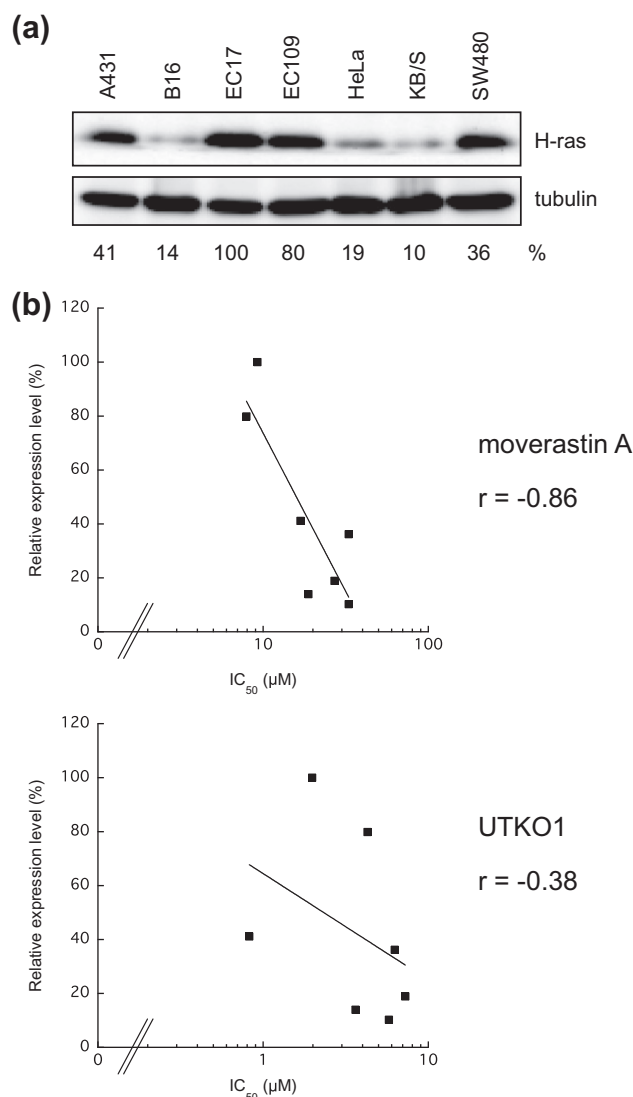 (a)
A431 B16 EC17 EC109 HeLa KB/S SW480
H-ras
tubulin
41 14 100 80 19 10 36 %
(b)
120
100
80
60
40
20
0
Relative expression level (%)
0 10 100
IC50 (µM)
moverastin A
r = -0.86
120
100
80
60
40
20
0
Relative expression level (%)
0 1 10
IC50 (µM)
UTKO1
r = -0.38